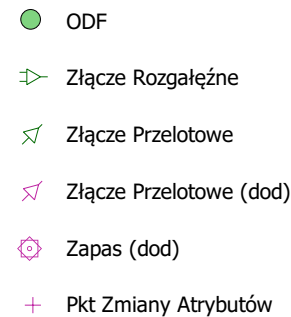 ODF
Złącze Rozgałęźne
Złącze Przelotowe
Złącze Przelotowe (dod)
Zapas (dod)
Pkt Zmiany Atrybutów